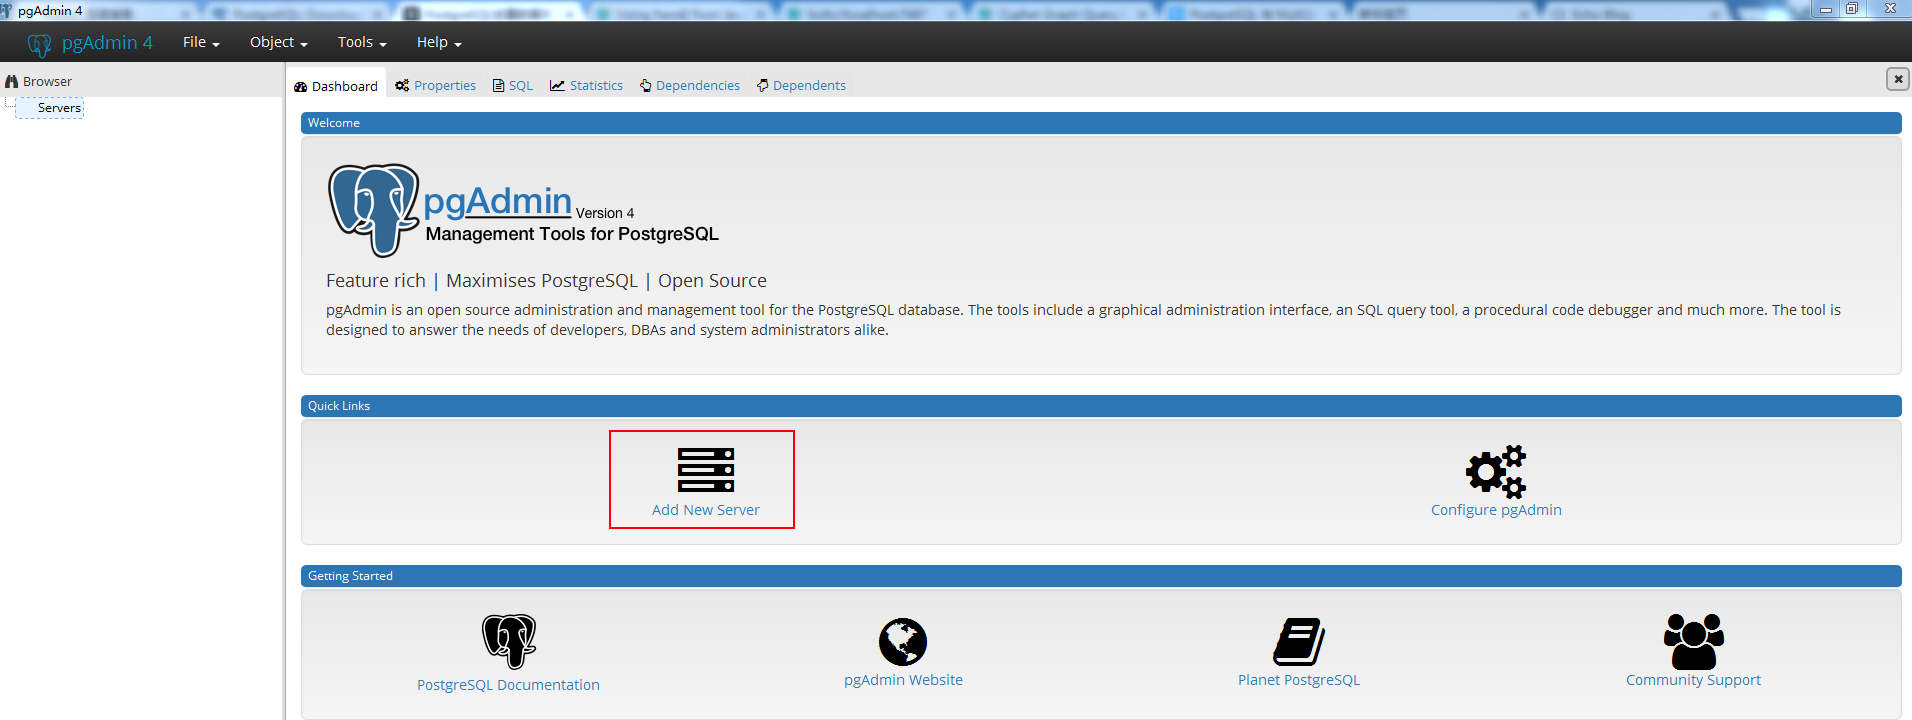 pgAdmin 4
pgAdmin 4 File Object Tools Help
Browser
Servers
Dashboard Properties SQL Statistics Dependencies Dependents
Welcome
pgAdmin Version 4
Management Tools for PostgreSQL
Feature rich | Maximises PostgreSQL | Open Source
pgAdmin is an open source administration and management tool for the PostgreSQL database. The tools include a graphical administration interface, an SQL query tool, a procedural code debugger and much more. The tool is
designed to answer the needs of developers, DBAs and system administrators alike.
Quick Links
Add New Server Configure pgAdmin
Getting Started
PostgreSQL Documentation pgAdmin Website Planet PostgreSQL Community Support